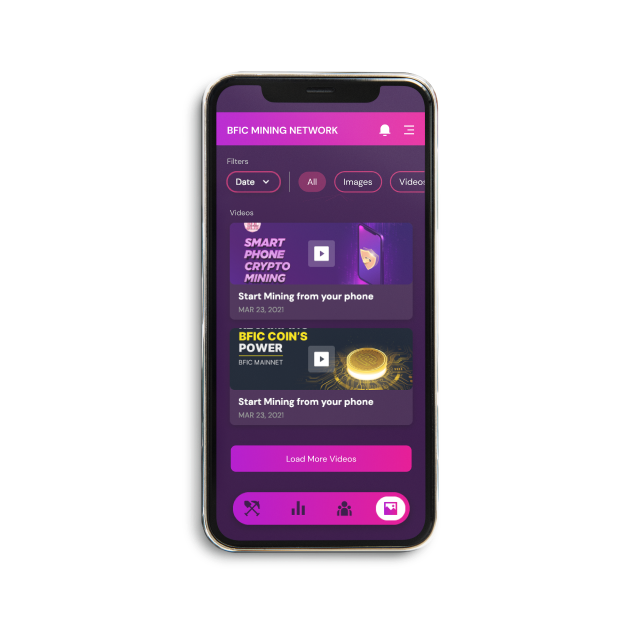 BFIC MINING NETWORK
Filters
Date
All
Images
Videos
Videos
SMART
PHONE
CRYPTO
MINING
Start Mining from your phone
MAR 23, 2021
BFIC COIN'S
POWER
BFIC MAINNET
Start Mining from your phone
MAR 23, 2021
Load More Videos